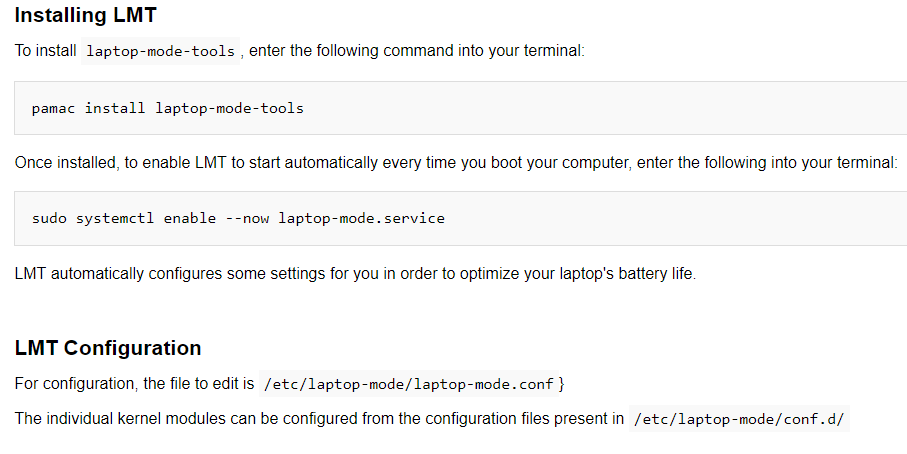 Installing LMT
To install laptop-mode-tools , enter the following command into your terminal:
pamac install laptop-mode-tools
Once installed, to enable LMT to start automatically every time you boot your computer, enter the following into your terminal:
sudo systemctl enable --now laptop-mode.service
LMT automatically configures some settings for you in order to optimize your laptop's battery life.
LMT Configuration
For configuration, the file to edit is /etc/laptop-mode/laptop-mode.conf }
The individual kernel modules can be configured from the configuration files present in /etc/laptop-mode/conf.d/